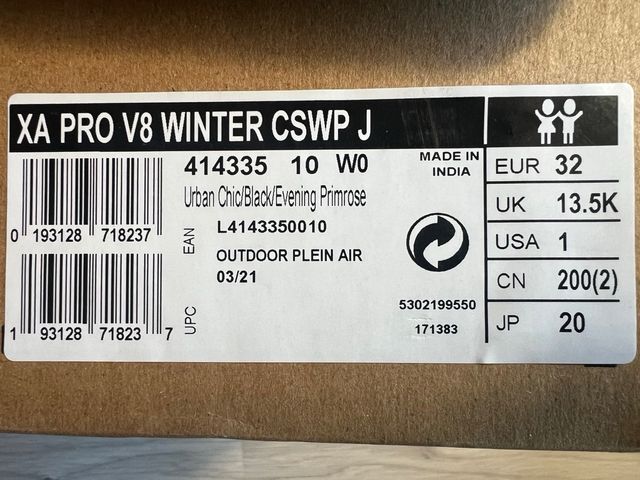 XA PRO V8 WINTER CSWP J
414335 10 W0
MADE IN
INDIA
Urban Chic/Black/Evening Primrose
0 193128 718237
EAN
L4143350010
OUTDOOR PLEIN AIR
03/21
1 93128 71823 7
UPC
5302199550
171383
EUR 32
UK 13.5K
USA 1
CN 200(2)
JP 20